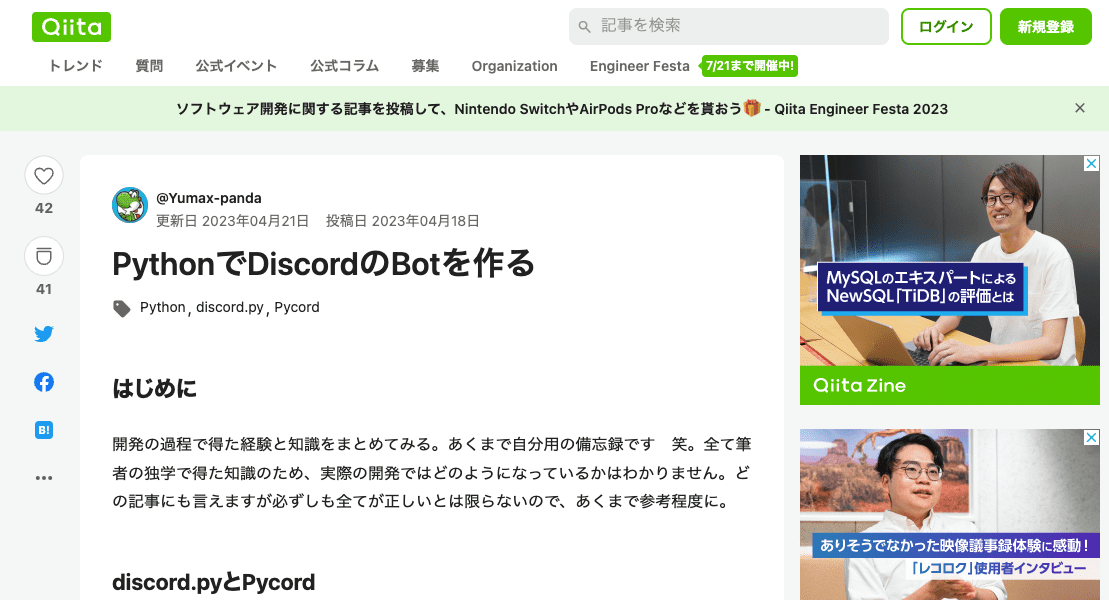 Qiita
記事を検索
ログイン
新規登録
トレンド 質問 公式イベント 公式コラム 募集 Organization Engineer Festa 7/21まで開催中!
ソフトウェア開発に関する記事を投稿して、Nintendo SwitchやAirPods Proなどを貰おう🎁 - Qiita Engineer Festa 2023
42
41
B!
@Yumax-panda
更新日 2023年04月21日 投稿日 2023年04月18日
PythonでDiscordのBotを作る
Python, discord.py, Pycord
はじめに
開発の過程で得た経験と知識をまとめてみる。あくまで自分用の備忘録です　笑。全て筆
者の独学で得た知識のため、実際の開発ではどのようになっているかはわかりません。ど
の記事にも言えますが必ずしも全てが正しいとは限らないので、あくまで参考程度に。
discord.pyとPycord
MySQLのエキスパートによる
NewSQL「TiDB」の評価とは
Qiita Zine
ありそうでなかった映像議事録体験に感動！
「レコロク」使用者インタビュー